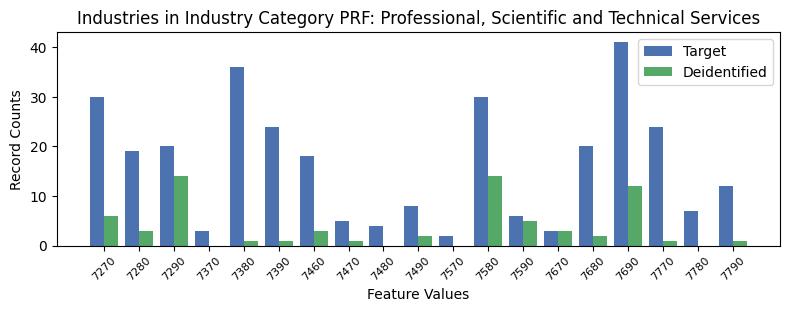 Industries in Industry Category PRF: Professional, Scientific and Technical Services
Target
Deidentified
Record Counts
40
30
20
10
0
7270 7280 7290 7370 7380 7390 7460 7470 7480 7490 7570 7580 7590 7670 7680 7690 7770 7780 7790
Feature Values